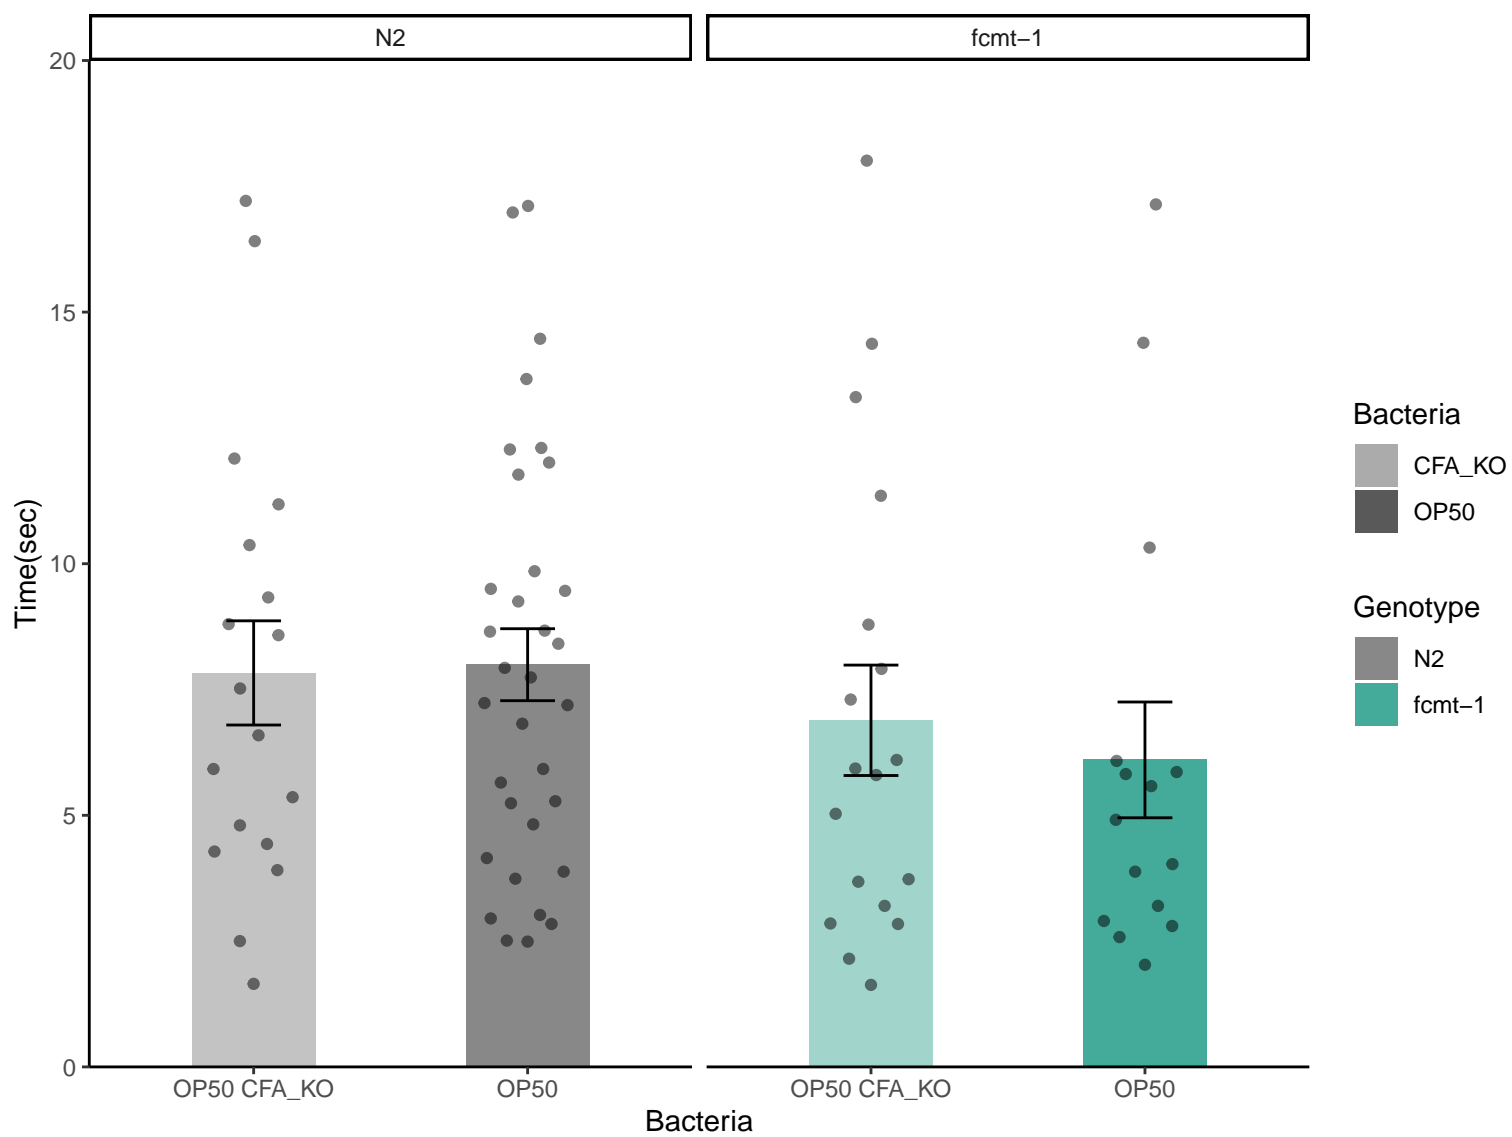 N2
fcmt−1
20
15
10
5
0
Time(sec)
OP50 CFA_KO
OP50
OP50 CFA_KO
OP50
Bacteria
Bacteria
CFA_KO
OP50
Genotype
N2
fcmt−1